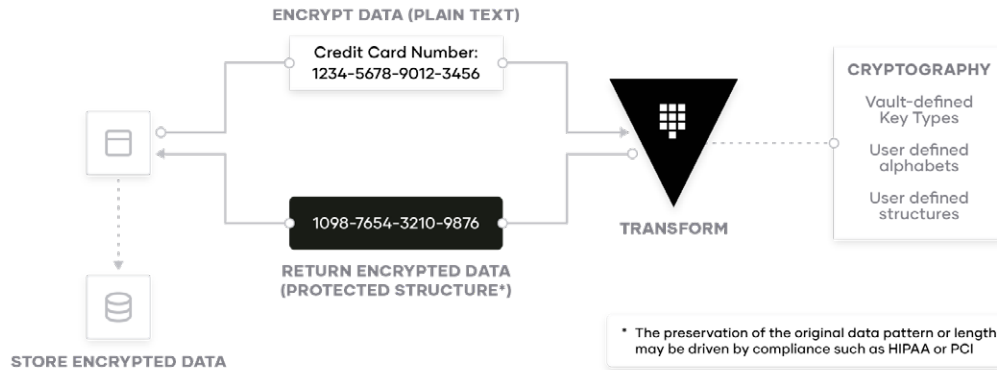 ENCRYPT DATA (PLAIN TEXT)
Credit Card Number:
1234-5678-9012-3456
CRYPTOGRAPHY
Vault-defined
Key Types
User defined
alphabets
User defined
structures
1098-7654-3210-9876
TRANSFORM
RETURN ENCRYPTED DATA
(PROTECTED STRUCTURE*)
STORE ENCRYPTED DATA
* The preservation of the original data pattern or length
may be driven by compliance such as HIPAA or PCI